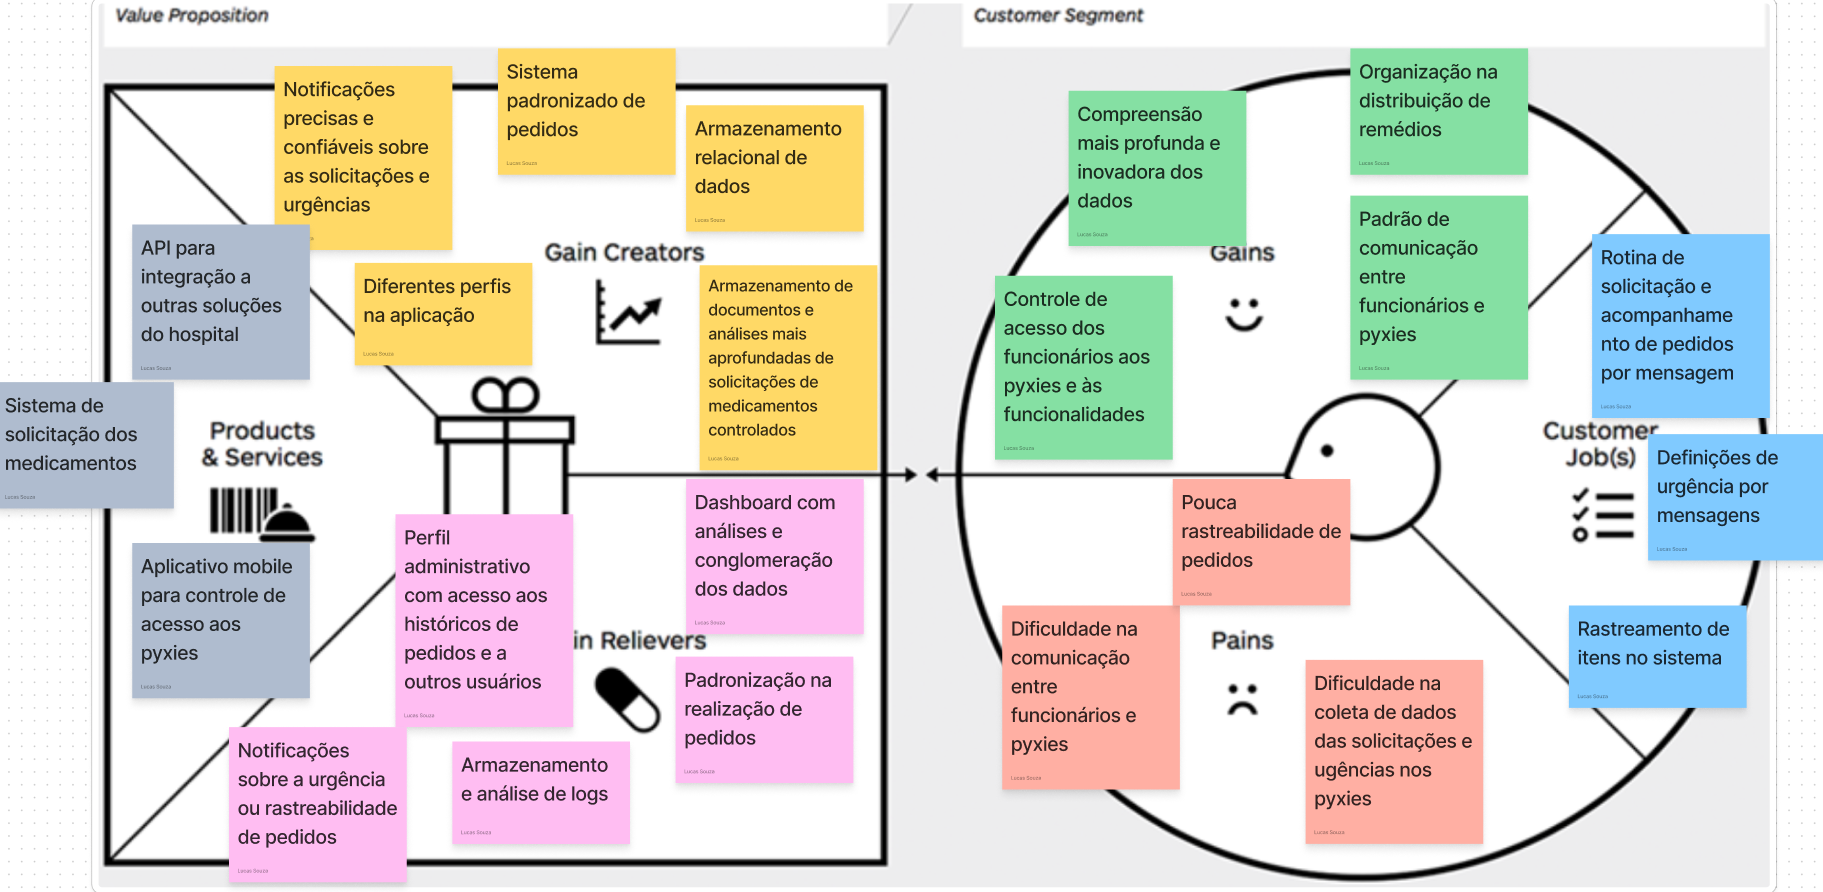 Value Proposition
Customer Segment
Notificações
precisas e
confiáveis sobre
as solicitações e
urgências
Sistema
padronizado de
pedidos
Lucas Souza
Armazenamento
relacional de
dados
Lucas Souza
API para
integração a
outras soluções
do hospital
Lucas Souza
Diferentes perfis
na aplicação
Lucas Souza
Gain Creators
Armazenamento de
documentos e
análises mais
aprofundadas de
solicitações de
medicamentos
controlados
Lucas Souza
Sistema de
solicitação dos
medicamentos
Lucas Souza
Products
& Services
Aplicativo mobile
para controle de
acesso aos
pyxies
Lucas Souza
Perfil
administrativo
com acesso aos
históricos de
pedidos e a
outros usuários
Lucas Souza
Dashboard com
análises e
conglomeração
dos dados
Lucas Souza
in Relievers
Padronização na
realização de
pedidos
Lucas Souza
Notificações
sobre a urgência
ou rastreabilidade
de pedidos
Lucas Souza
Armazenamento
e análise de logs
Lucas Souza
Compreensão
mais profunda e
inovadora dos
dados
Lucas Souza
Organização na
distribuição de
remédios
Lucas Souza
Gains
Padrão de
comunicação
entre
funcionários e
pyxies
Lucas Souza
Controle de
acesso dos
funcionários aos
pyxies e às
funcionalidades
Lucas Souza
Rotina de
solicitação e
acompanhame
nto de pedidos
por mensagem
Lucas Souza
Customer
Job(s)
Definições de
urgência por
mensagens
Lucas Souza
Rastreamento de
itens no sistema
Lucas Souza
Pouca
rastreabilidade de
pedidos
Lucas Souza
Dificuldade na
comunicação
entre
funcionários e
pyxies
Lucas Souza
Pains
Dificuldade na
coleta de dados
das solicitações e
ugências nos
pyxies
Lucas Souza